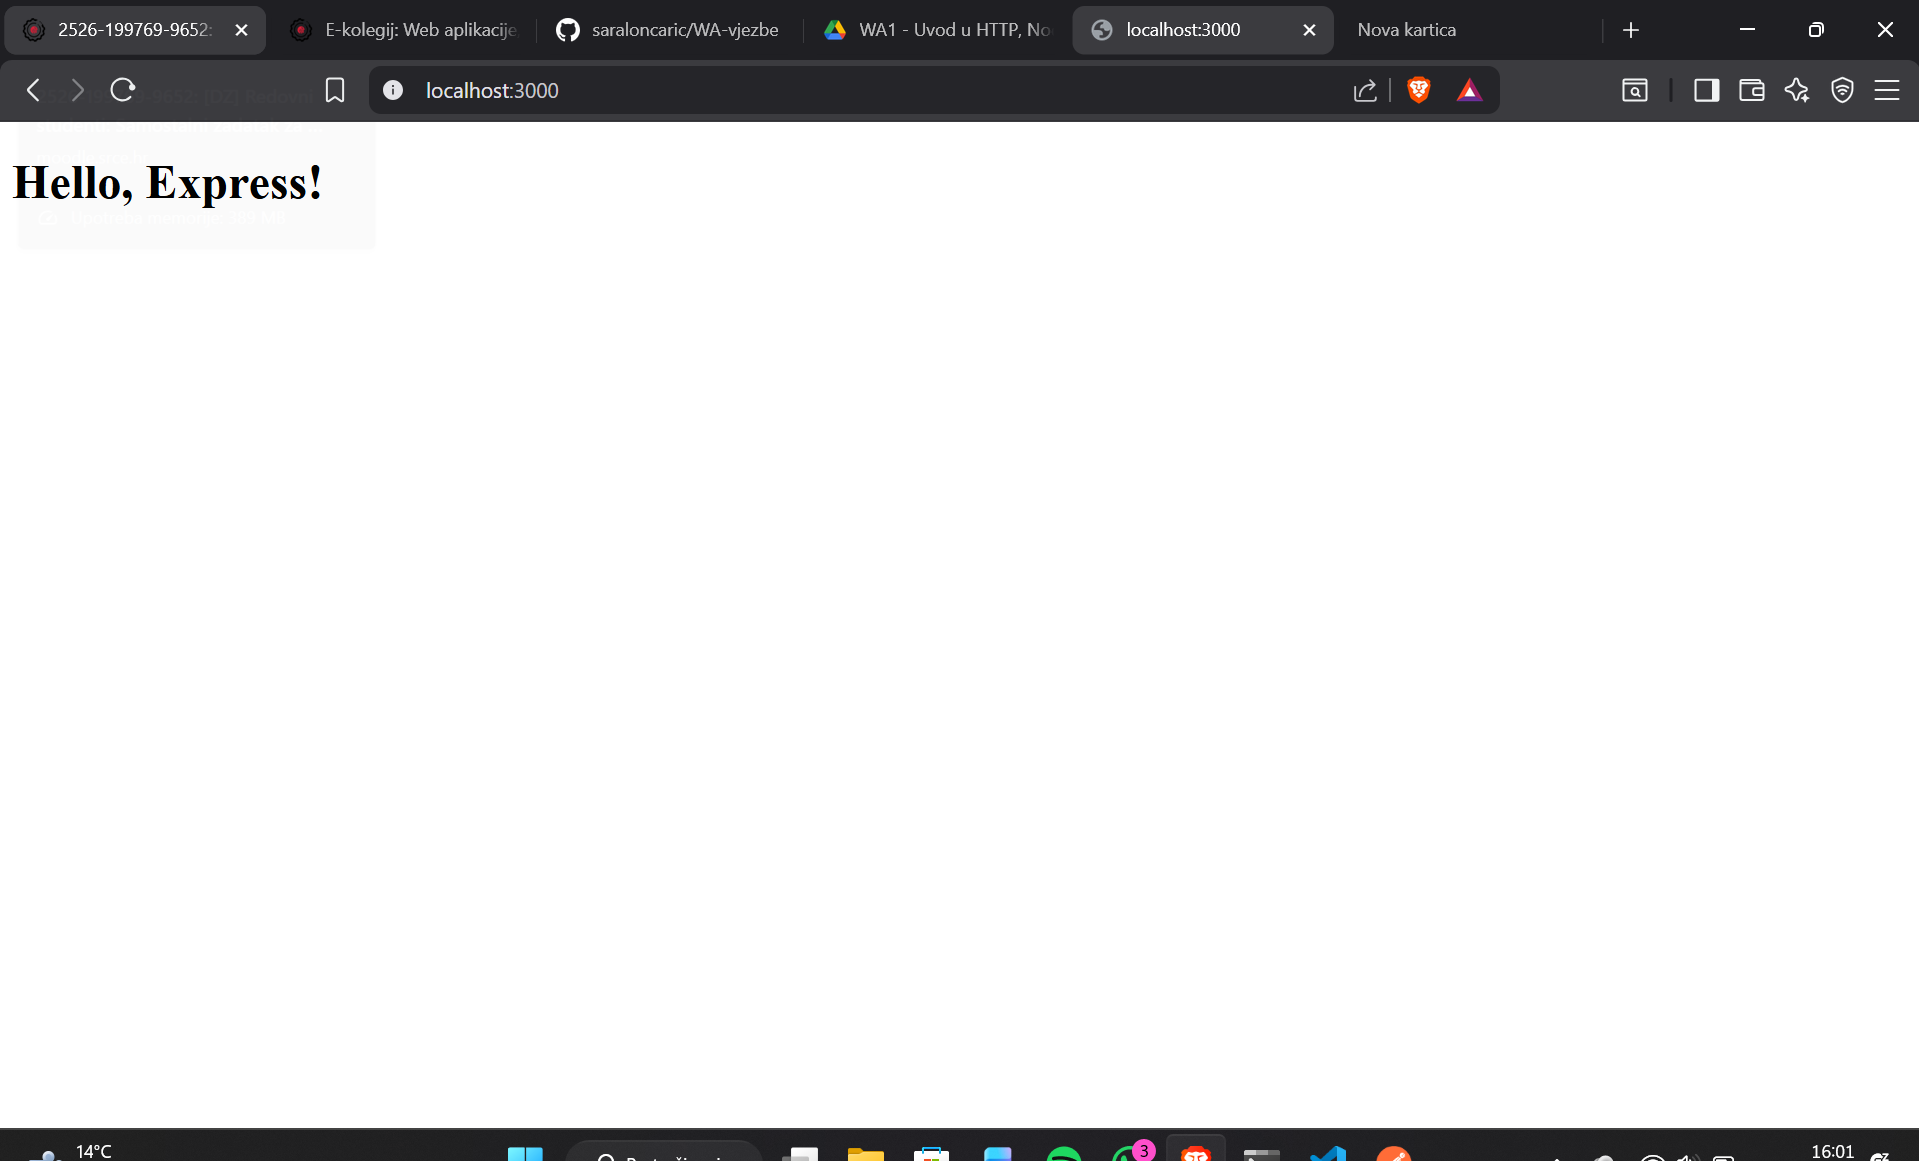 2526-199769-9652:
E-kolegij: Web aplikacije
saraloncaric/WA-vjezbe
WA1 - Uvod u HTTP, No
localhost:3000
Nova kartica
localhost:3000
Hello, Express!
14°C
3
16:01